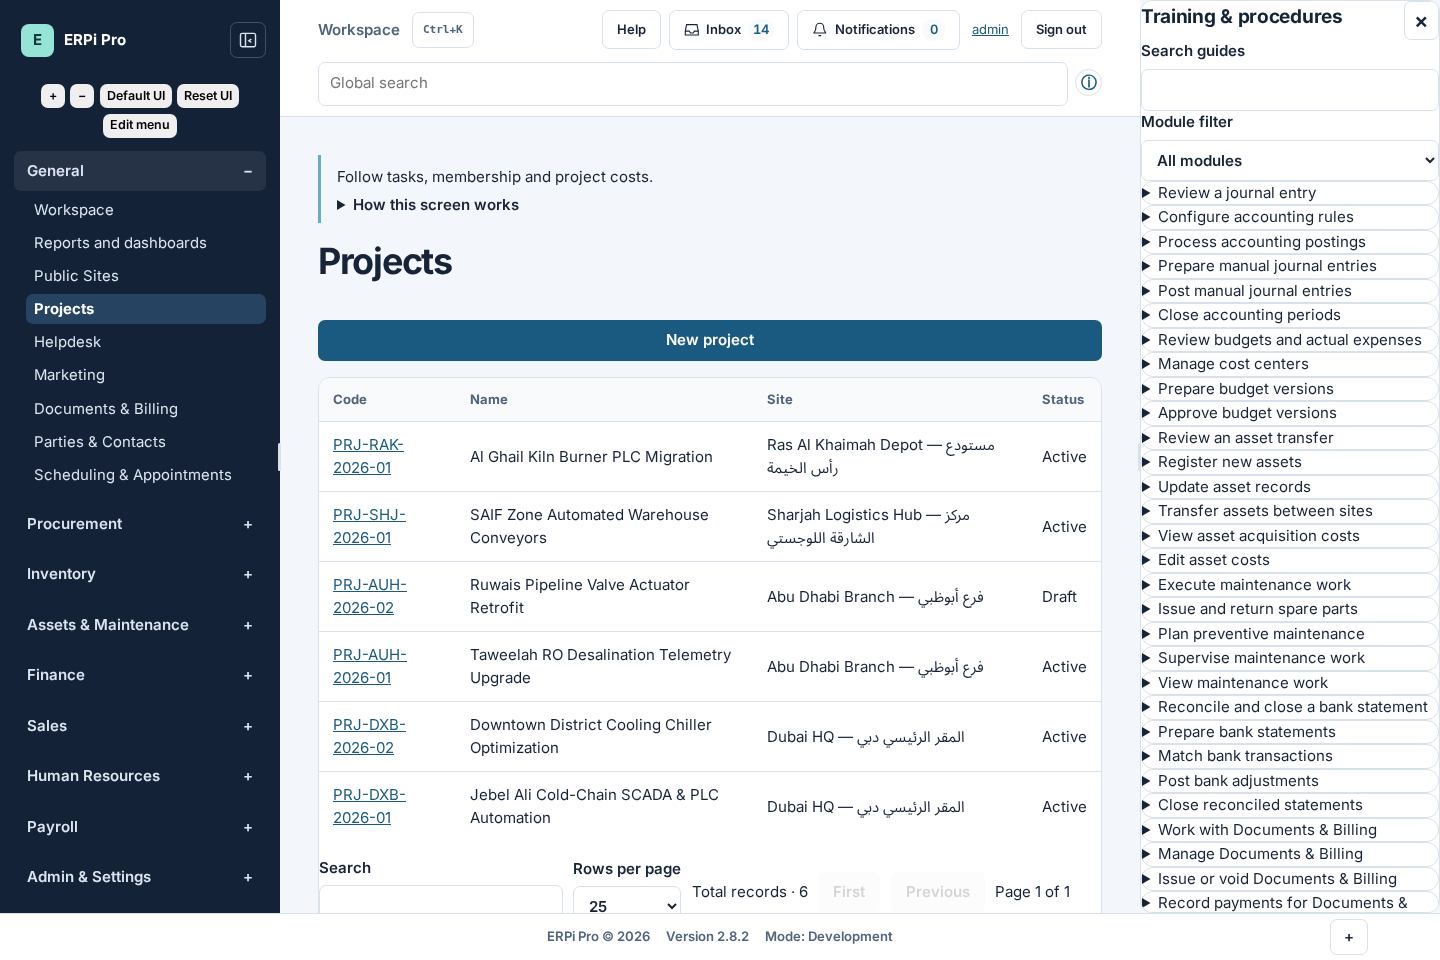 E ERPi Pro
+ − Default UI Reset UI
Edit menu
General −
Workspace
Reports and dashboards
Public Sites
Projects
Helpdesk
Marketing
Documents & Billing
Parties & Contacts
Scheduling & Appointments
Procurement +
Inventory +
Assets & Maintenance +
Finance +
Sales +
Human Resources +
Payroll +
Admin & Settings +
Workspace Ctrl+K Help Inbox 14 Notifications 0 admin Sign out
Global search ⓘ
Follow tasks, membership and project costs.
▶ How this screen works
Projects
New project
Code Name Site Status
PRJ-RAK-2026-01 Al Ghail Kiln Burner PLC Migration Ras Al Khaimah Depot — مستودع رأس الخيمة Active
PRJ-SHJ-2026-01 SAIF Zone Automated Warehouse Conveyors Sharjah Logistics Hub — مركز الشارقة اللوجستي Active
PRJ-AUH-2026-02 Ruwais Pipeline Valve Actuator Retrofit Abu Dhabi Branch — فرع أبوظبي Draft
PRJ-AUH-2026-01 Taweelah RO Desalination Telemetry Upgrade Abu Dhabi Branch — فرع أبوظبي Active
PRJ-DXB-2026-02 Downtown District Cooling Chiller Optimization Dubai HQ — المقر الرئيسي دبي Active
PRJ-DXB-2026-01 Jebel Ali Cold-Chain SCADA & PLC Automation Dubai HQ — المقر الرئيسي دبي Active
Search Rows per page
25 Total records · 6 First Previous Page 1 of 1
Training & procedures ×
Search guides
Module filter
All modules
▶ Review a journal entry
▶ Configure accounting rules
▶ Process accounting postings
▶ Prepare manual journal entries
▶ Post manual journal entries
▶ Close accounting periods
▶ Review budgets and actual expenses
▶ Manage cost centers
▶ Prepare budget versions
▶ Approve budget versions
▶ Review an asset transfer
▶ Register new assets
▶ Update asset records
▶ Transfer assets between sites
▶ View asset acquisition costs
▶ Edit asset costs
▶ Execute maintenance work
▶ Issue and return spare parts
▶ Plan preventive maintenance
▶ Supervise maintenance work
▶ View maintenance work
▶ Reconcile and close a bank statement
▶ Prepare bank statements
▶ Match bank transactions
▶ Post bank adjustments
▶ Close reconciled statements
▶ Work with Documents & Billing
▶ Manage Documents & Billing
▶ Issue or void Documents & Billing
▶ Record payments for Documents &
ERPi Pro © 2026 Version 2.8.2 Mode: Development +